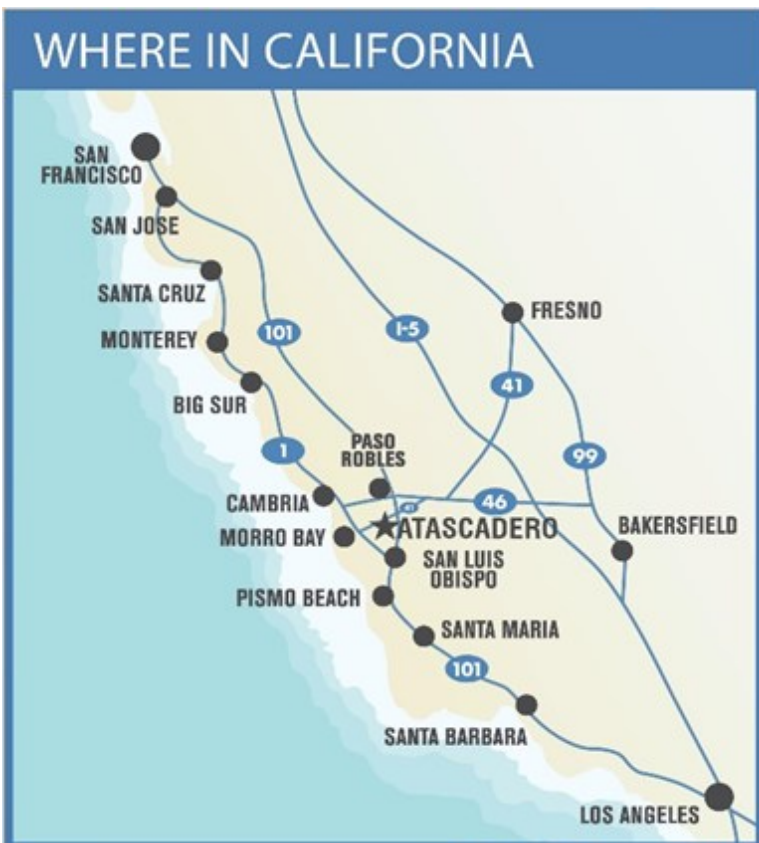 WHERE IN CALIFORNIA
SAN
FRANCISCO
SAN JOSE
SANTA CRUZ
MONTEREY
101
I-5
FRESNO
BIG SUR
41
1
PASO
ROBLES
99
CAMBRIA
46
41
ATASCADERO
MORRO BAY
BAKERSFIELD
SAN LUIS
OBISPO
PISMO BEACH
SANTA MARIA
101
SANTA BARBARA
LOS ANGELES